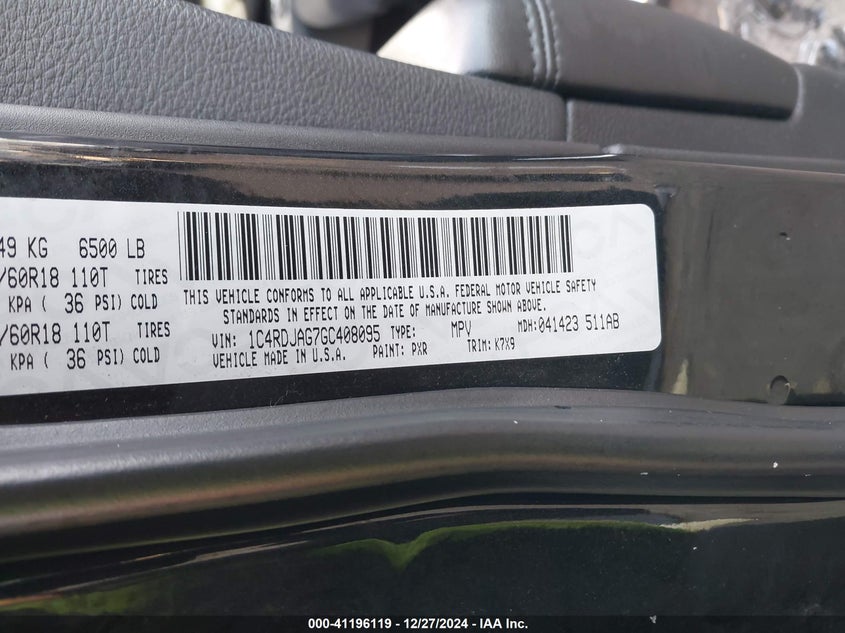 49 KG 6500 LB
/60R18 110T TIRES
KPA ( 36 PSI) COLD
/60R18 110T TIRES
KPA ( 36 PSI) COLD
THIS VEHICLE CONFORMS TO ALL APPLICABLE U.S.A. FEDERAL MOTOR VEHICLE SAFETY
STANDARDS IN EFFECT ON THE DATE OF MANUFACTURE SHOWN ABOVE.
VIN: 1C4RDJAG7GC408095 TYPE: MPV MDH: 041423 511AB
VEHICLE MADE IN U.S.A. PAINT: PXR TRIM: K7X9
000-41196119 - 12/27/2024 - IAA Inc.